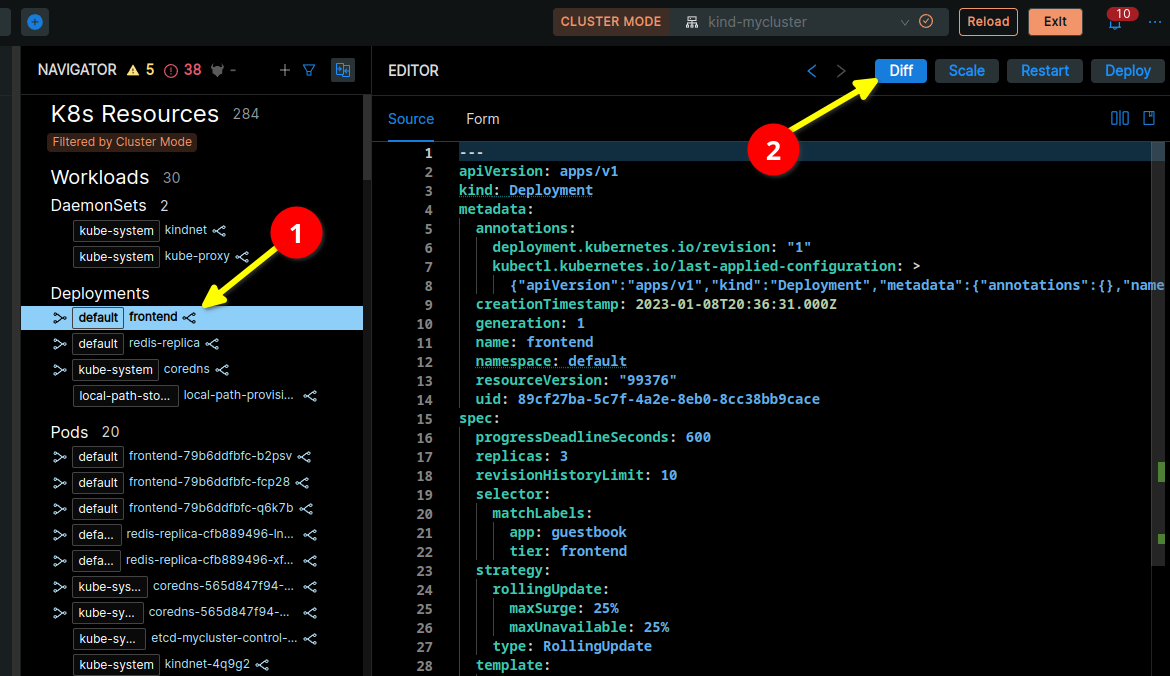 CLUSTER MODE kind-mycluster Reload Exit 10
NAVIGATOR 5 38 -
K8s Resources 284
Filtered by Cluster Mode
Workloads 30
DaemonSets 2
kube-system kindnet
kube-system kube-proxy
1
Deployments
default frontend
default redis-replica
kube-system coredns
local-path-sto... local-path-provisi...
Pods 20
default frontend-79b6ddfbfc-b2psv
default frontend-79b6ddfbfc-fcp28
default frontend-79b6ddfbfc-q6k7b
defa... redis-replica-cfb889496-ln...
defa... redis-replica-cfb889496-xf...
kube-sys... coredns-565d847f94-...
kube-sy... coredns-565d847f94-...
kube-sy... etcd-mycluster-control-...
kube-system kindnet-4q9g2
EDITOR Diff Scale Restart Deploy
2
Source Form
1 ---
2 apiVersion: apps/v1
3 kind: Deployment
4 metadata:
5 annotations:
6 deployment.kubernetes.io/revision: "1"
7 kubectl.kubernetes.io/last-applied-configuration: >
8 {"apiVersion":"apps/v1","kind":"Deployment","metadata":{"annotations":{},"name
9 creationTimestamp: 2023-01-08T20:36:31.000Z
10 generation: 1
11 name: frontend
12 namespace: default
13 resourceVersion: "99376"
14 uid: 89cf27ba-5c7f-4a2e-8eb0-8cc38bb9cace
15 spec:
16 progressDeadlineSeconds: 600
17 replicas: 3
18 revisionHistoryLimit: 10
19 selector:
20 matchLabels:
21 app: guestbook
22 tier: frontend
23 strategy:
24 rollingUpdate:
25 maxSurge: 25%
26 maxUnavailable: 25%
27 type: RollingUpdate
28 template: